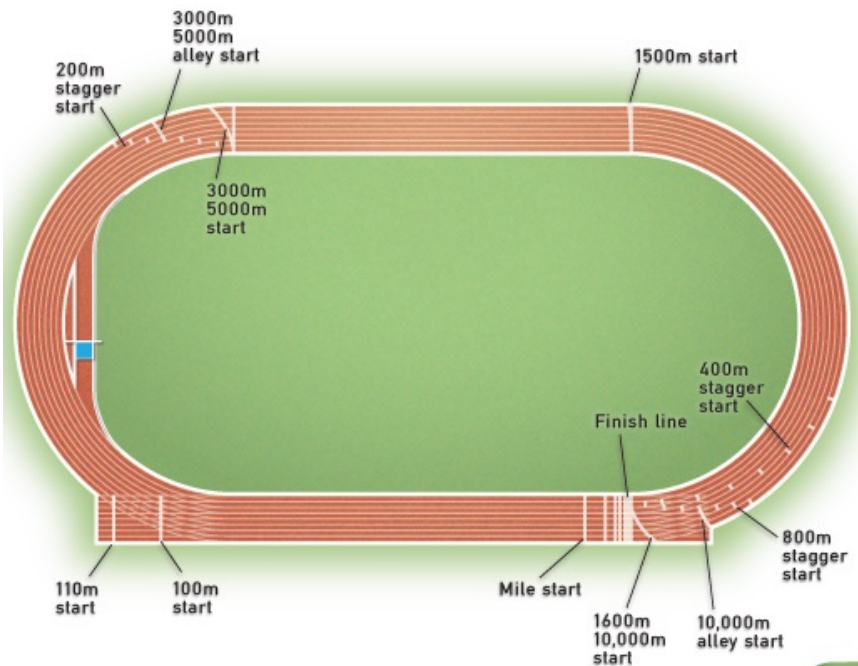 3000m
5000m
alley start
200m
stagger
start
1500m start
3000m
5000m
start
400m
stagger
start
Finish line
110m
start
100m
start
Mile start
1600m
10,000m
start
10,000m
alley start
800m
stagger
start